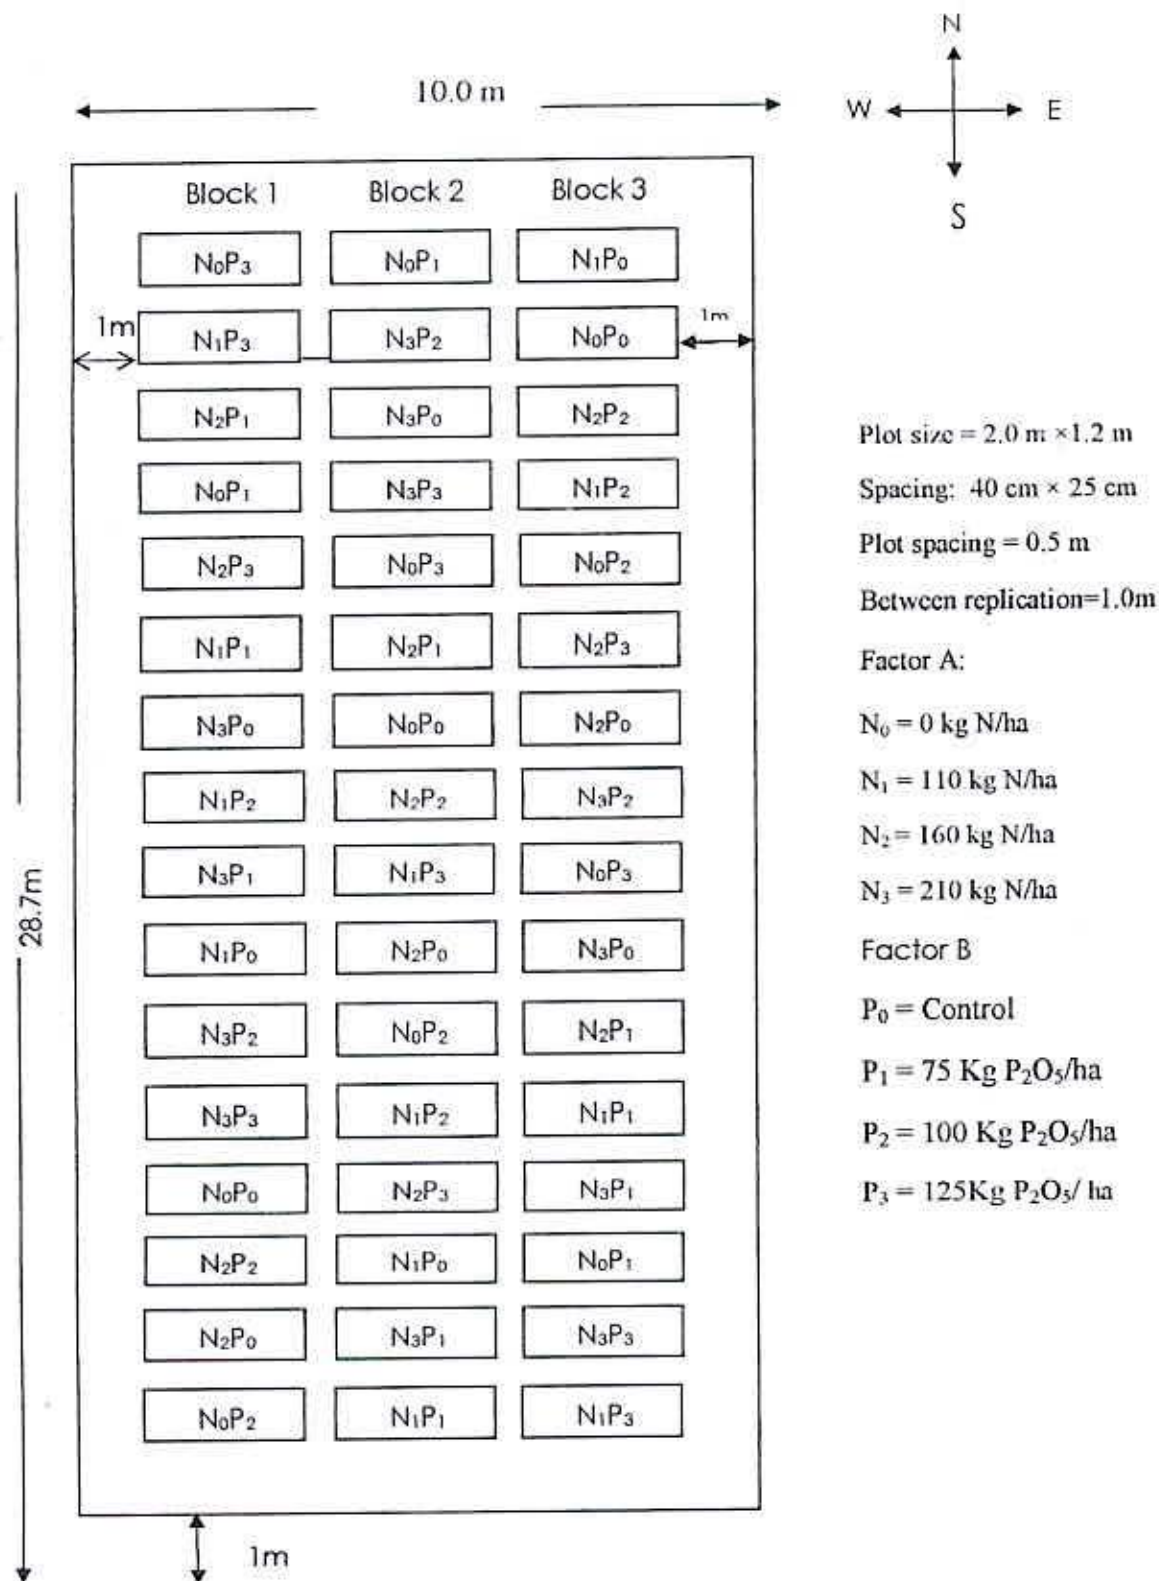 N
10.0 m
W E
S
Block 1 Block 2 Block 3
N₀P₃ N₀P₁ N₁P₀
1m 1m
N₁P₃ N₃P₂ N₀P₀
N₂P₁ N₃P₀ N₂P₂
Plot size = 2.0 m ×1.2 m
N₀P₁ N₃P₃ N₁P₂
Spacing: 40 cm × 25 cm
Plot spacing = 0.5 m
N₂P₃ N₀P₃ N₀P₂
Between replication=1.0m
N₁P₁ N₂P₁ N₂P₃
Factor A:
N₃P₀ N₀P₀ N₂P₀
N₀ = 0 kg N/ha
N₁P₂ N₂P₂ N₃P₂
N₁ = 110 kg N/ha
N₂ = 160 kg N/ha
N₃P₁ N₁P₃ N₀P₃
N₃ = 210 kg N/ha
28.7m
N₁P₀ N₂P₀ N₃P₀
Factor B
P₀ = Control
N₃P₂ N₀P₂ N₂P₁
P₁ = 75 Kg P₂O₅/ha
N₃P₃ N₁P₂ N₁P₁
P₂ = 100 Kg P₂O₅/ha
N₀P₀ N₂P₃ N₃P₁
P₃ = 125Kg P₂O₅/ ha
N₂P₂ N₁P₀ N₀P₁
N₂P₀ N₃P₁ N₃P₃
N₀P₂ N₁P₁ N₁P₃
1m